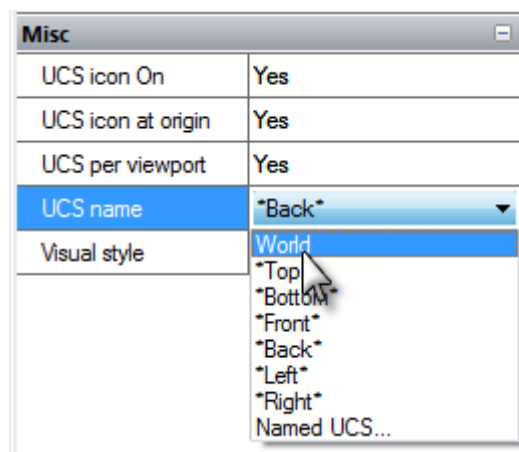 Misc
UCS icon On Yes
UCS icon at origin Yes
UCS per viewport Yes
UCS name *Back*
Visual style World
*Top*
*Bottom*
*Front*
*Back*
*Left*
*Right*
Named UCS...